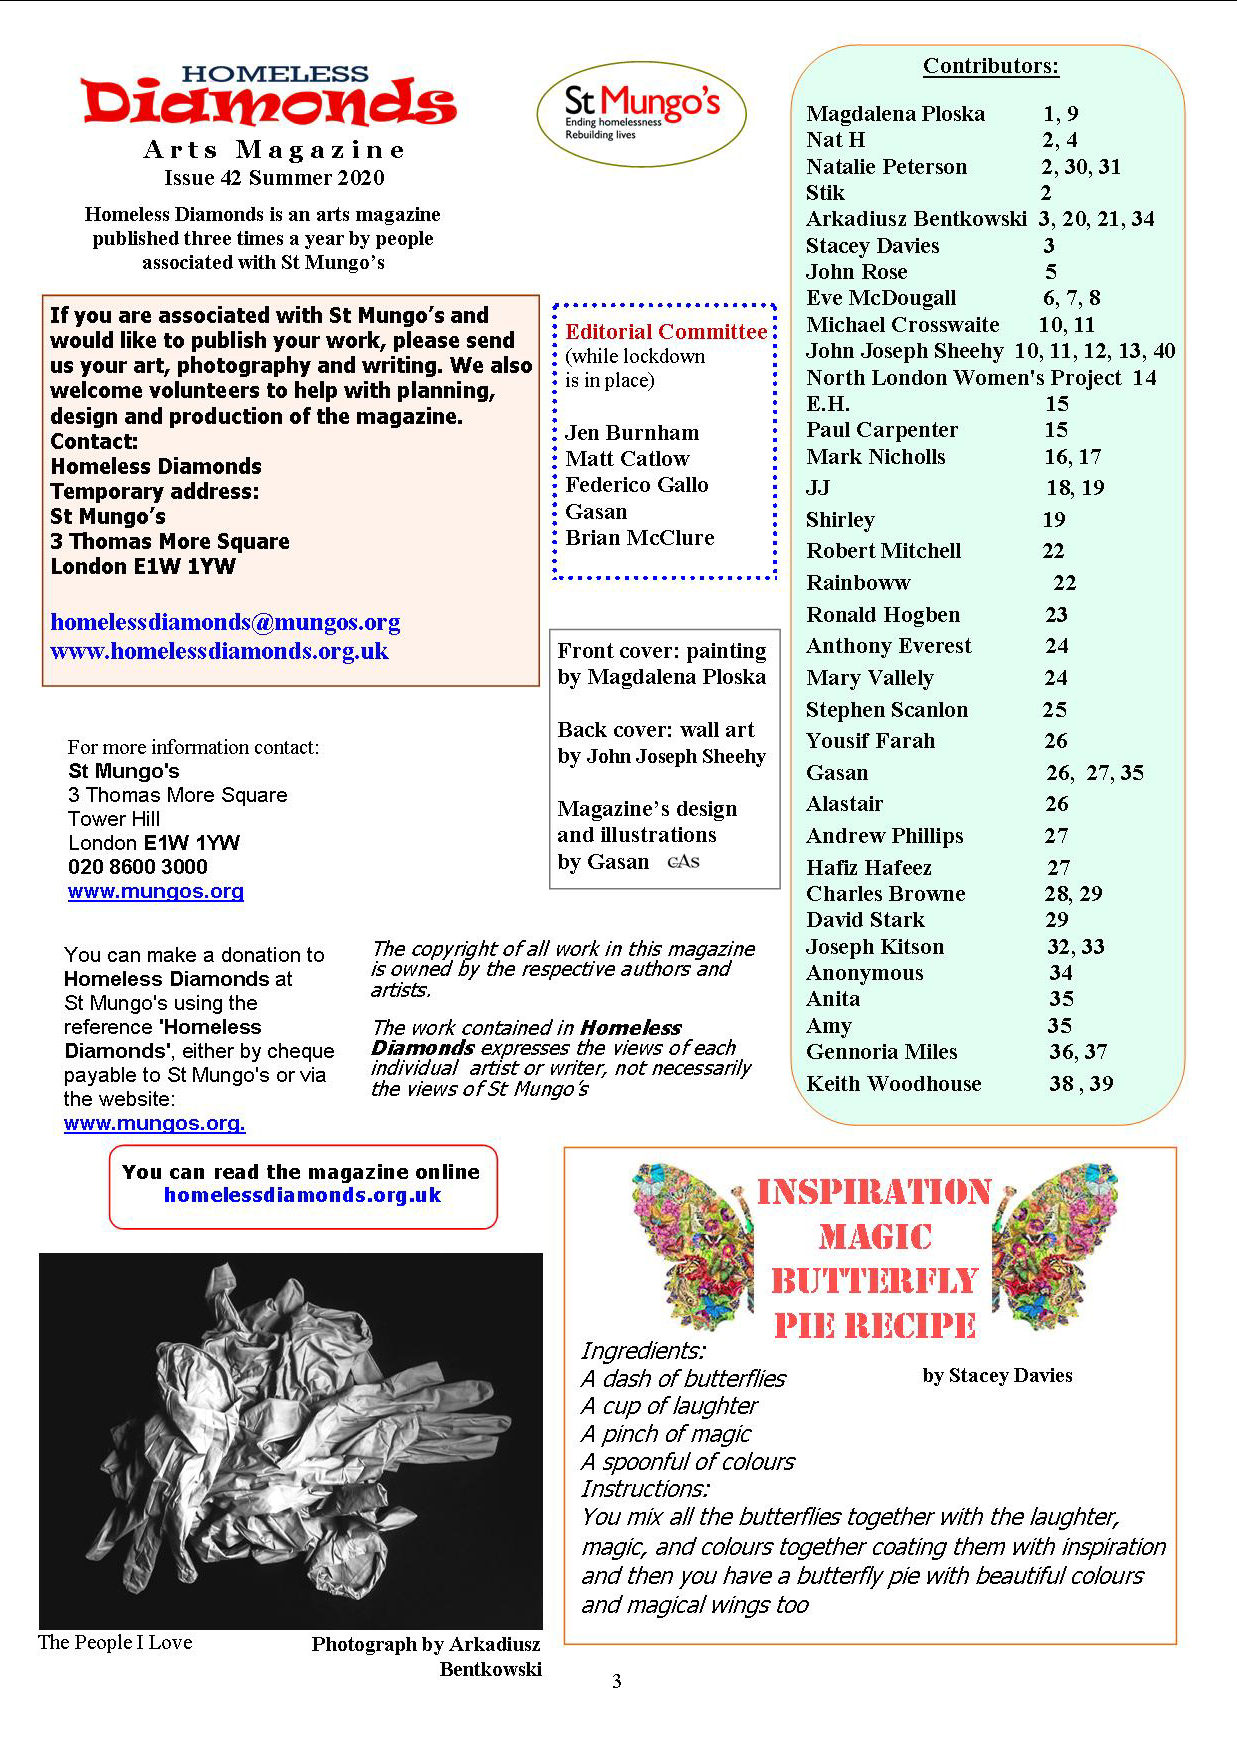 HOMELESS
Diamonds
Arts Magazine
Issue 42 Summer 2020
Homeless Diamonds is an arts magazine
published three times a year by people
associated with St Mungo’s
St Mungo’s
Ending homelessness
Rebuilding lives
If you are associated with St Mungo’s and
would like to publish your work, please send
us your art, photography and writing. We also
welcome volunteers to help with planning,
design and production of the magazine.
Contact:
Homeless Diamonds
Temporary address:
St Mungo’s
3 Thomas More Square
London E1W 1YW
homelessdiamonds@mungos.org
www.homelessdiamonds.org.uk
Editorial Committee
(while lockdown
is in place)
Jen Burnham
Matt Catlow
Federico Gallo
Gasan
Brian McClure
Front cover: painting
by Magdalena Ploska
Back cover: wall art
by John Joseph Sheehy
Magazine’s design
and illustrations
by Gasan GAs
For more information contact:
St Mungo's
3 Thomas More Square
Tower Hill
London E1W 1YW
020 8600 3000
www.mungos.org
You can make a donation to
Homeless Diamonds at
St Mungo's using the
reference 'Homeless
Diamonds', either by cheque
payable to St Mungo's or via
the website:
www.mungos.org.
The copyright of all work in this magazine
is owned by the respective authors and
artists.
The work contained in Homeless
Diamonds expresses the views of each
individual artist or writer, not necessarily
the views of St Mungo’s
Contributors:
Magdalena Ploska 1, 9
Nat H 2, 4
Natalie Peterson 2, 30, 31
Stik 2
Arkadiusz Bentkowski 3, 20, 21, 34
Stacey Davies 3
John Rose 5
Eve McDougall 6, 7, 8
Michael Crosswaite 10, 11
John Joseph Sheehy 10, 11, 12, 13, 40
North London Women's Project 14
E.H. 15
Paul Carpenter 15
Mark Nicholls 16, 17
JJ 18, 19
Shirley 19
Robert Mitchell 22
Rainboww 22
Ronald Hogben 23
Anthony Everest 24
Mary Vallely 24
Stephen Scanlon 25
Yousif Farah 26
Gasan 26, 27, 35
Alastair 26
Andrew Phillips 27
Hafiz Hafeez 27
Charles Browne 28, 29
David Stark 29
Joseph Kitson 32, 33
Anonymous 34
Anita 35
Amy 35
Gennoria Miles 36, 37
Keith Woodhouse 38 , 39
You can read the magazine online
homelessdiamonds.org.uk
The People I Love
Photograph by Arkadiusz
Bentkowski
INSPIRATION
MAGIC
BUTTERFLY
PIE RECIPE
by Stacey Davies
Ingredients:
A dash of butterflies
A cup of laughter
A pinch of magic
A spoonful of colours
Instructions:
You mix all the butterflies together with the laughter,
magic, and colours together coating them with inspiration
and then you have a butterfly pie with beautiful colours
and magical wings too
3